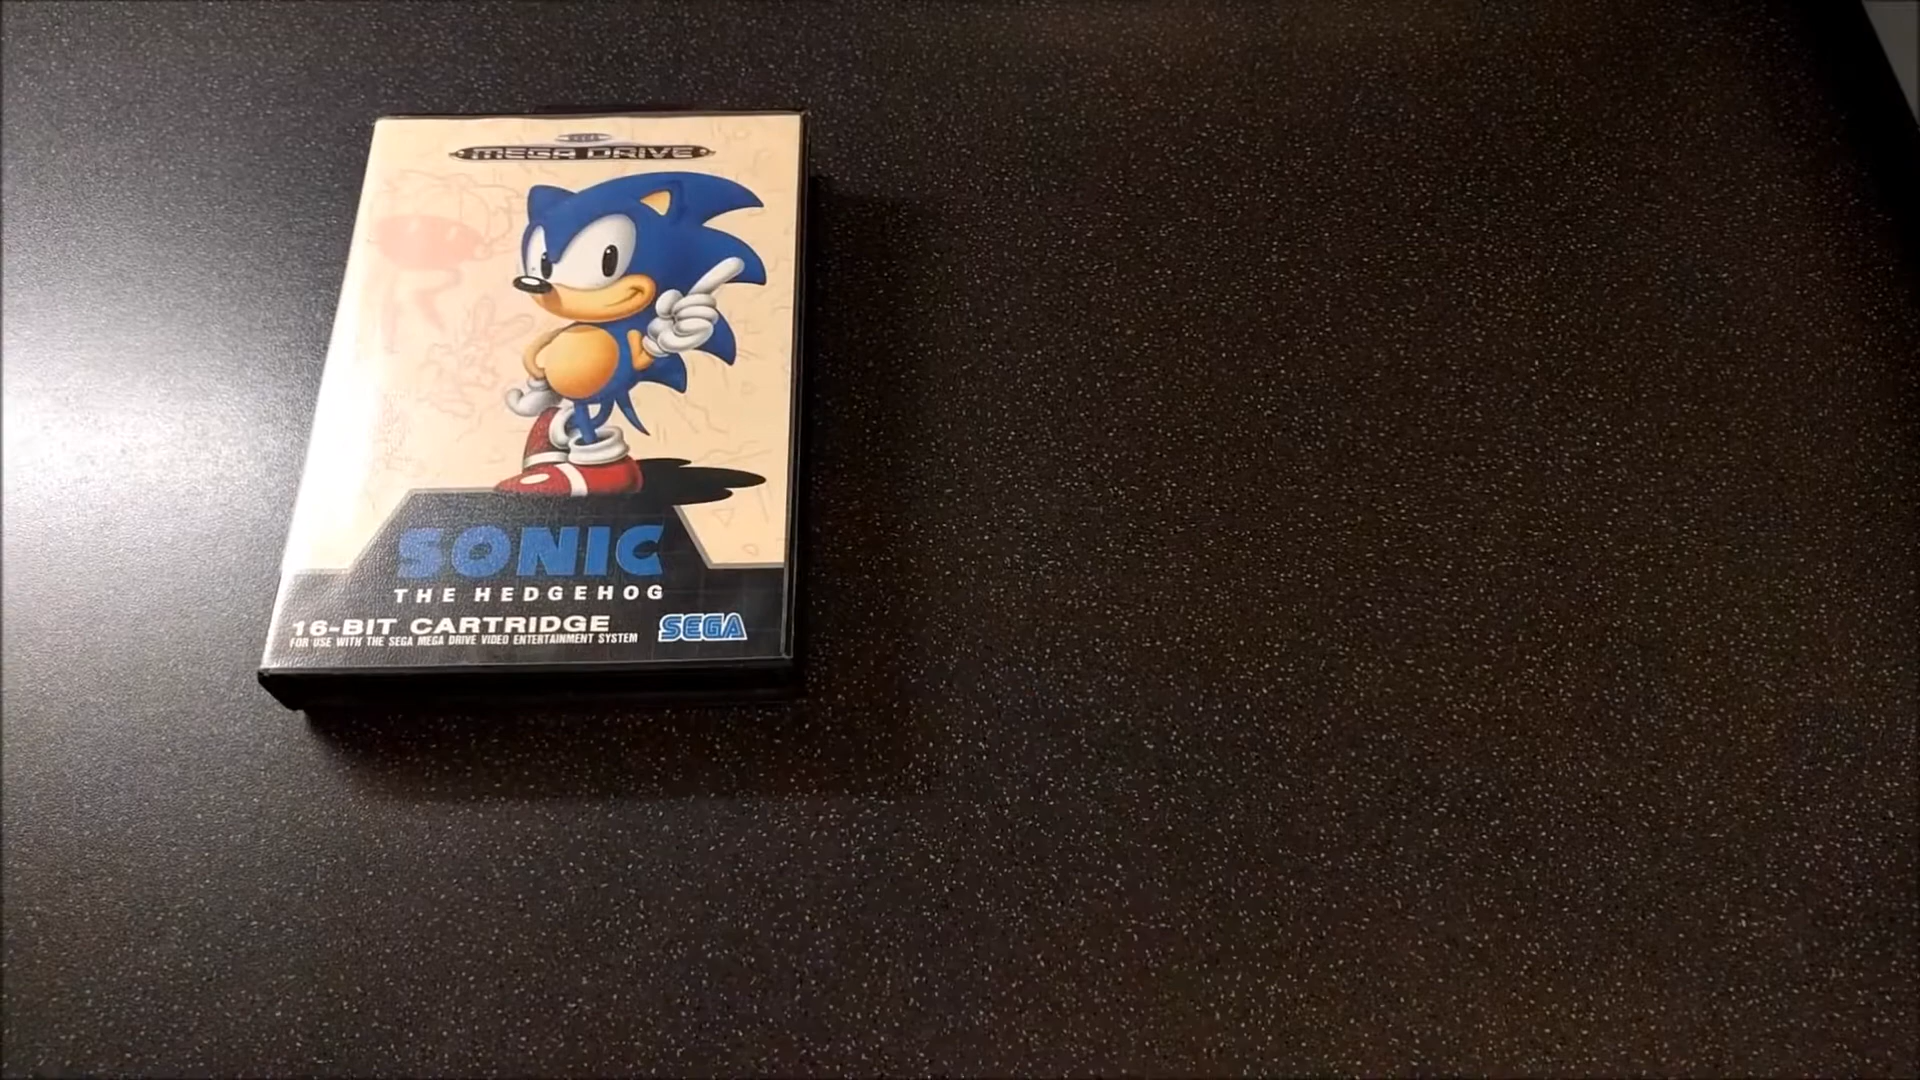 SEGA
MEGA DRIVE
SONIC
THE HEDGEHOG
16-BIT CARTRIDGE
FOR USE WITH THE SEGA MEGA DRIVE VIDEO ENTERTAINMENT SYSTEM
SEGA